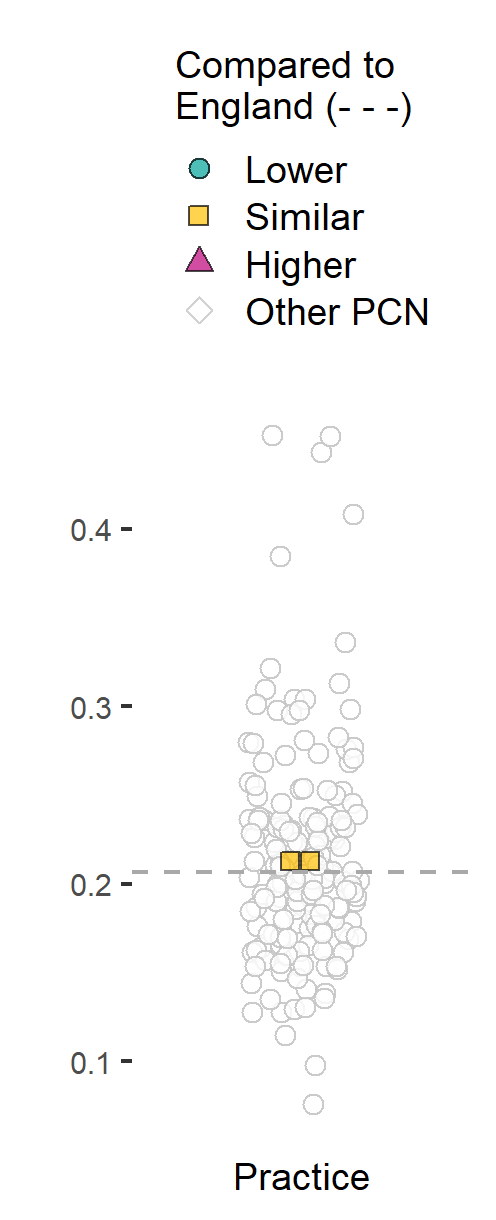 Compared to
England (- - -)
Lower
Similar
Higher
Other PCN
0.4
0.3
0.2
0.1
Practice